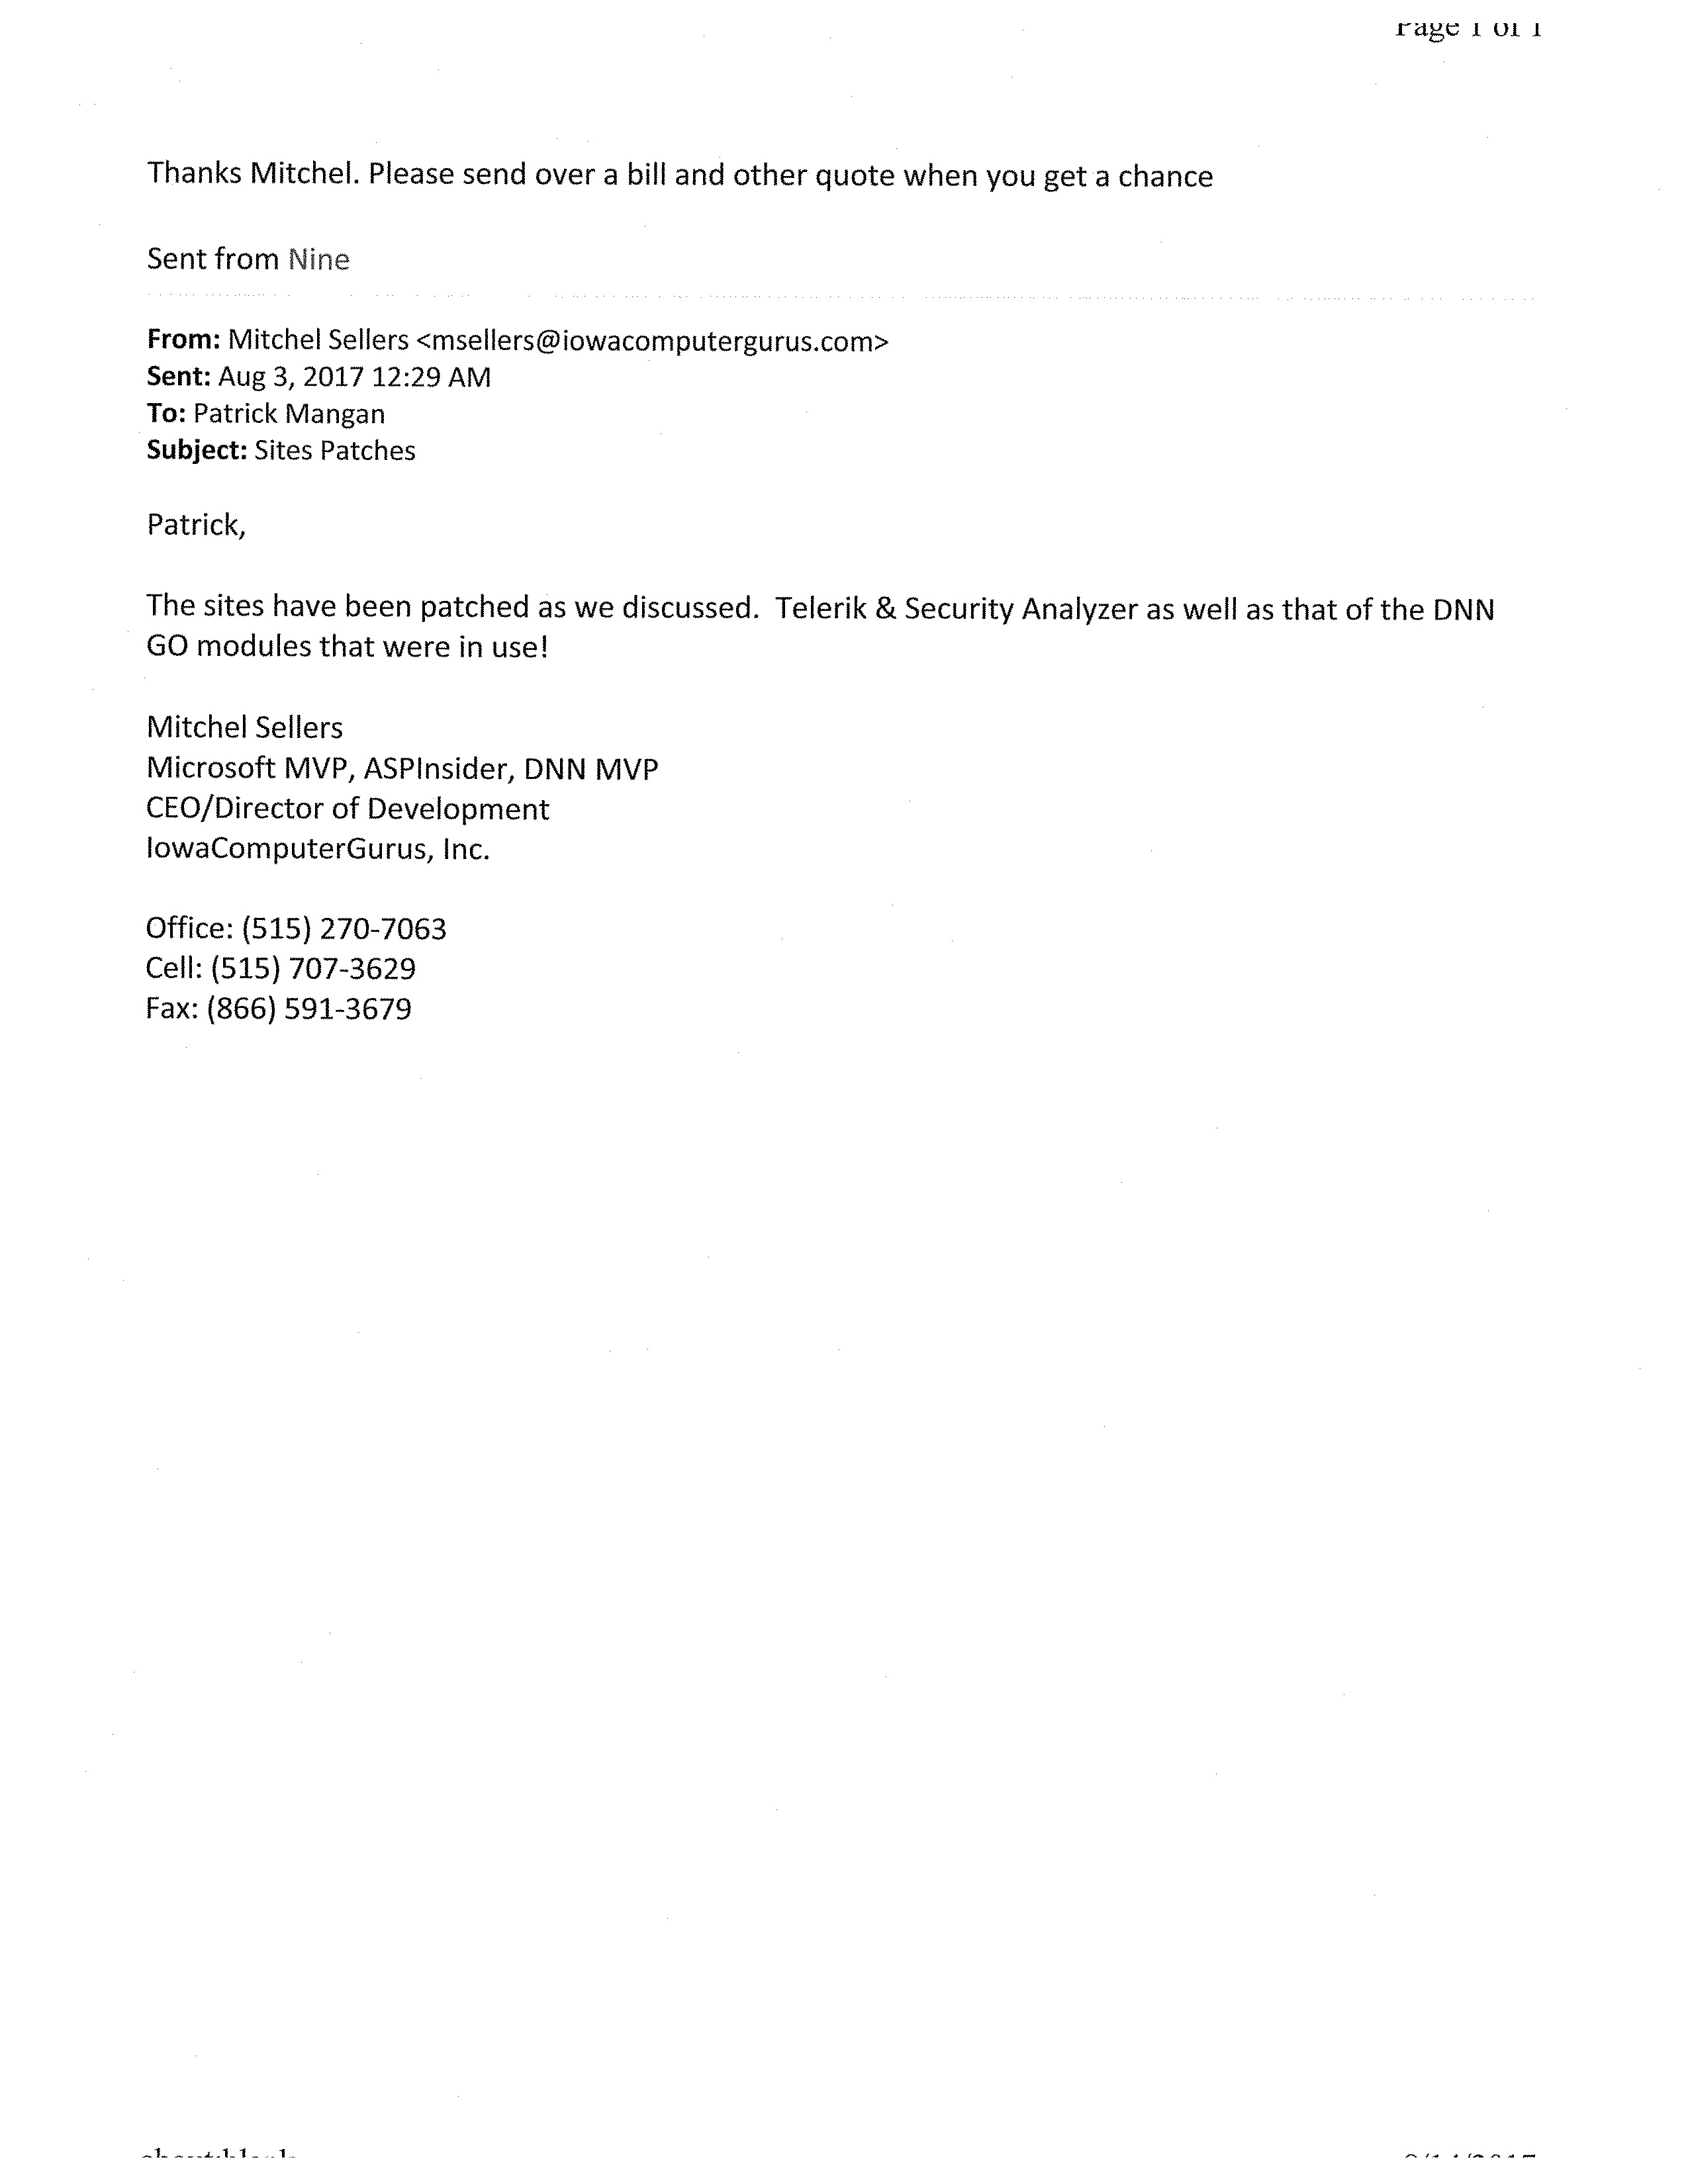 Page 1 of 1
Thanks Mitchel. Please send over a bill and other quote when you get a chance
Sent from Nine
From: Mitchel Sellers <msellers@iowacomputergurus.com>
Sent: Aug 3, 2017 12:29 AM
To: Patrick Mangan
Subject: Sites Patches
Patrick,
The sites have been patched as we discussed.  Telerik & Security Analyzer as well as that of the DNN
GO modules that were in use!
Mitchel Sellers
Microsoft MVP, ASPInsider, DNN MVP
CEO/Director of Development
IowaComputerGurus, Inc.
Office: (515) 270-7063
Cell: (515) 707-3629
Fax: (866) 591-3679
about:blank